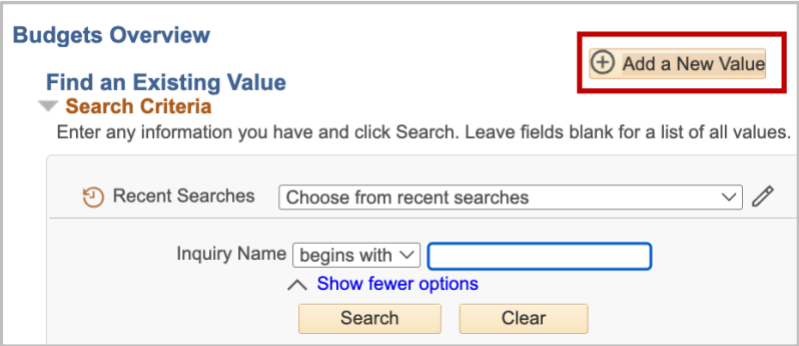 Budgets Overview
Add a New Value
Find an Existing Value
Search Criteria
Enter any information you have and click Search. Leave fields blank for a list of all values.
Recent Searches Choose from recent searches
Inquiry Name begins with
Show fewer options
Search Clear